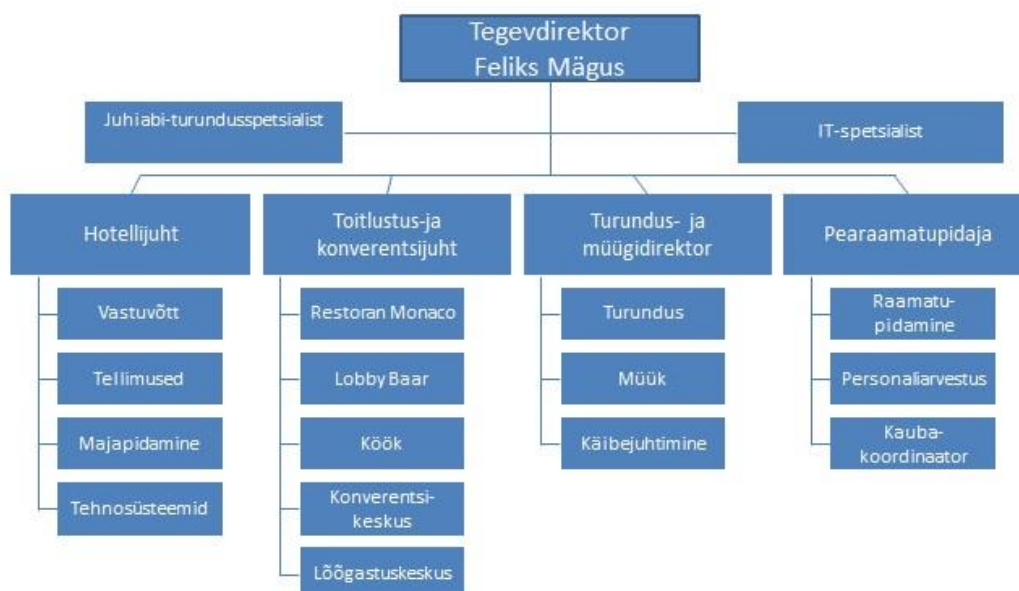 Tegevdirektor
Feliks Mägus
Juhiabi-turundusspetsialist
IT-spetsialist
Hotellijuht
Toitlustus-ja
konverentsijuht
Turundus- ja
müügidirektor
Pearaamatupidaja
Vastuvõtt
Tellimused
Majapidamine
Tehnosüsteemid
Restoran Monaco
Lobby Baar
Köök
Konverentsi-
keskus
Lõõgastuskeskus
Turundus
Müük
Käibejuhtimine
Raamatu-
pidamine
Personaliarvestus
Kauba-
koordinaator